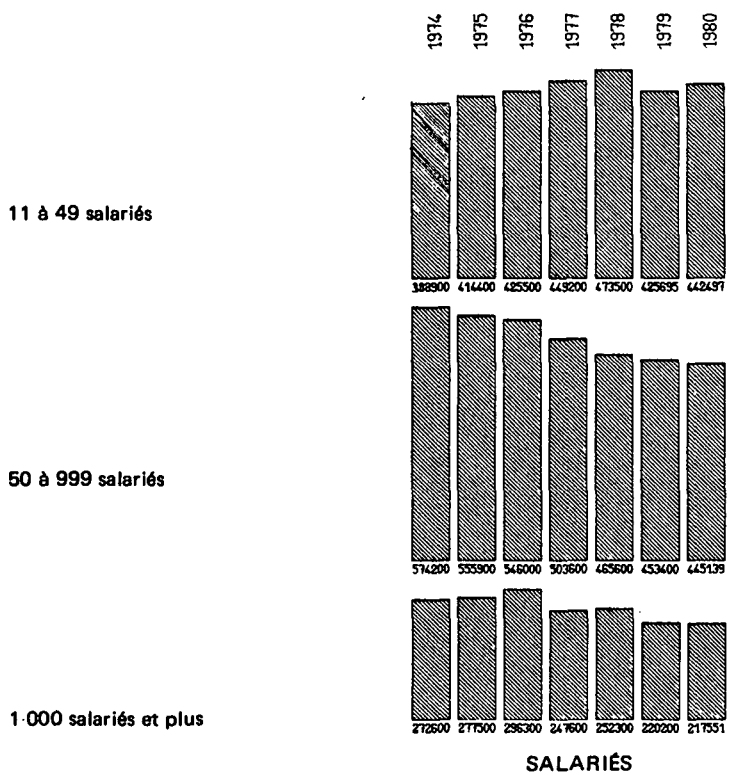 1974 1975 1976 1977 1978 1979 1980
11 à 49 salariés
388900 414400 425500 449200 473500 425695 442497
50 à 999 salariés
574200 555900 546000 503600 465600 453400 445139
1·000 salariés et plus
272600 277500 296300 247600 252300 220200 217551
SALARIÉS